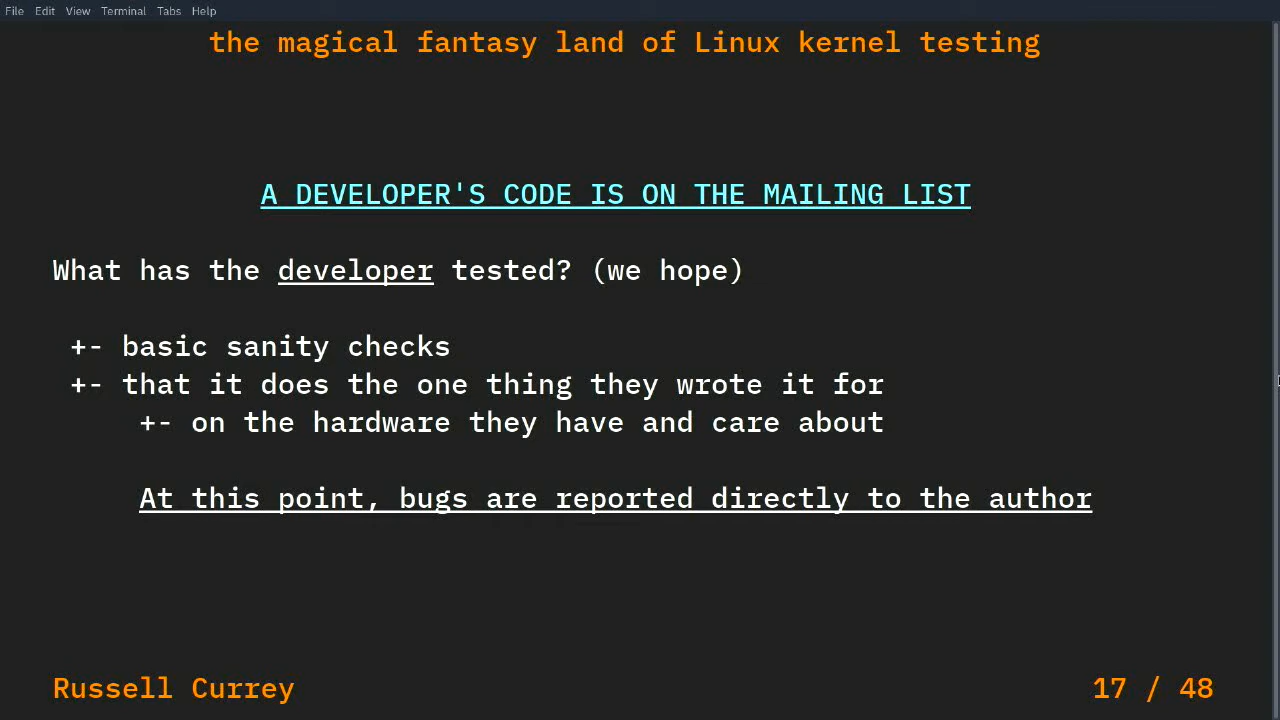 File Edit View Terminal Tabs Help
the magical fantasy land of Linux kernel testing
A DEVELOPER'S CODE IS ON THE MAILING LIST
What has the developer tested? (we hope)
+- basic sanity checks
+- that it does the one thing they wrote it for
+- on the hardware they have and care about
At this point, bugs are reported directly to the author
Russell Currey 17 / 48